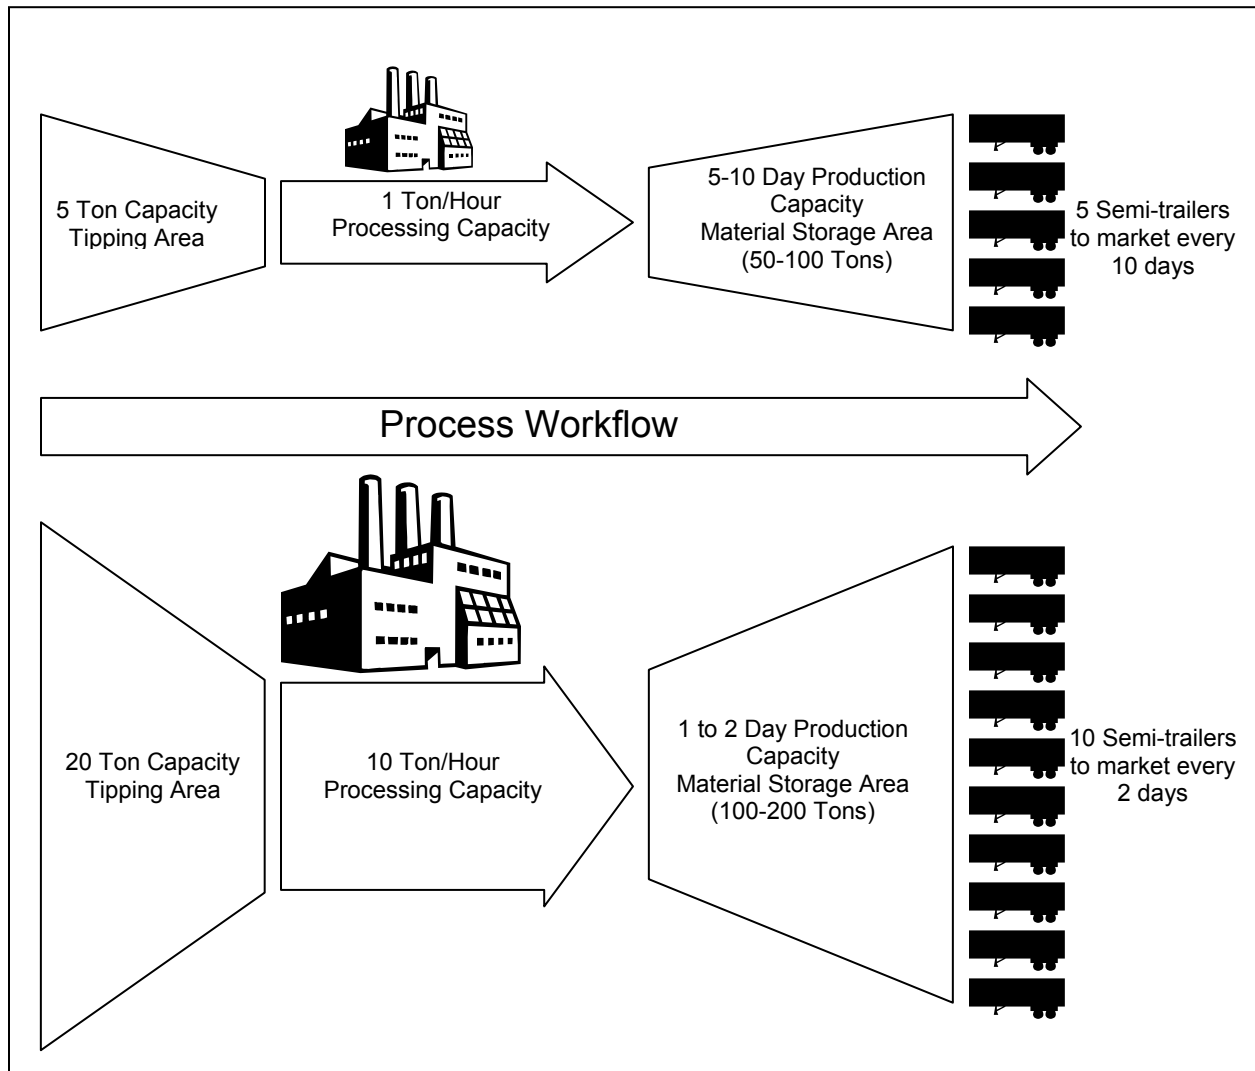 5 Ton Capacity
Tipping Area
1 Ton/Hour
Processing Capacity
5-10 Day Production
Capacity
Material Storage Area
(50-100 Tons)
5 Semi-trailers
to market every
10 days
Process Workflow
20 Ton Capacity
Tipping Area
10 Ton/Hour
Processing Capacity
1 to 2 Day Production
Capacity
Material Storage Area
(100-200 Tons)
10 Semi-trailers
to market every
2 days